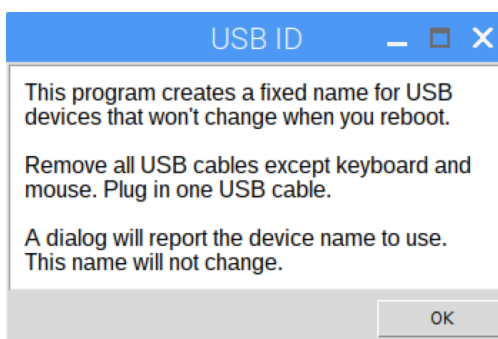 USB ID
This program creates a fixed name for USB
devices that won't change when you reboot.
Remove all USB cables except keyboard and
mouse. Plug in one USB cable.
A dialog will report the device name to use.
This name will not change.
OK